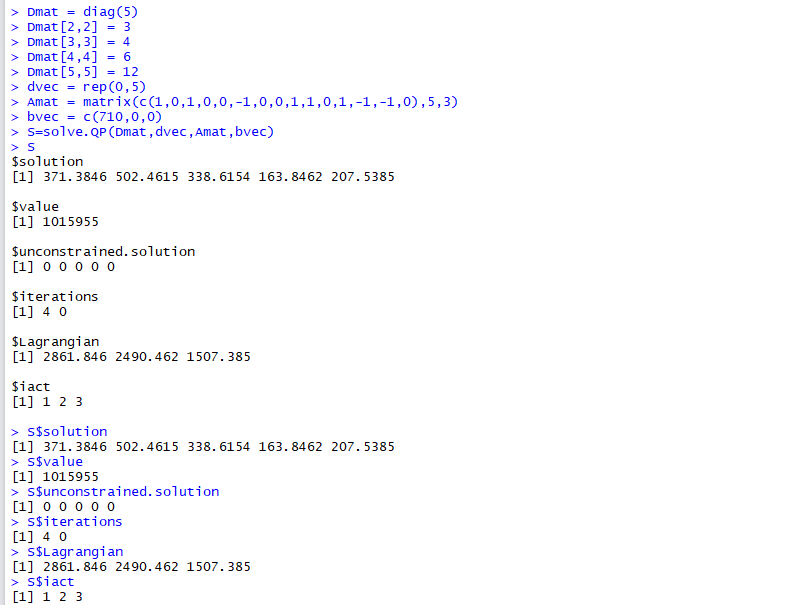 > Dmat = diag(5)
> Dmat[2,2] = 3
> Dmat[3,3] = 4
> Dmat[4,4] = 6
> Dmat[5,5] = 12
> dvec = rep(0,5)
> Amat = matrix(c(1,0,1,0,0,-1,0,0,1,1,0,1,-1,-1,0),5,3)
> bvec = c(710,0,0)
> S=solve.QP(Dmat,dvec,Amat,bvec)
> S
$solution
[1] 371.3846 502.4615 338.6154 163.8462 207.5385
$value
[1] 1015955
$unconstrained.solution
[1] 0 0 0 0 0
$iterations
[1] 4 0
$Lagrangian
[1] 2861.846 2490.462 1507.385
$iact
[1] 1 2 3
> S$solution
[1] 371.3846 502.4615 338.6154 163.8462 207.5385
> S$value
[1] 1015955
> S$unconstrained.solution
[1] 0 0 0 0 0
> S$iterations
[1] 4 0
> S$Lagrangian
[1] 2861.846 2490.462 1507.385
> S$iact
[1] 1 2 3